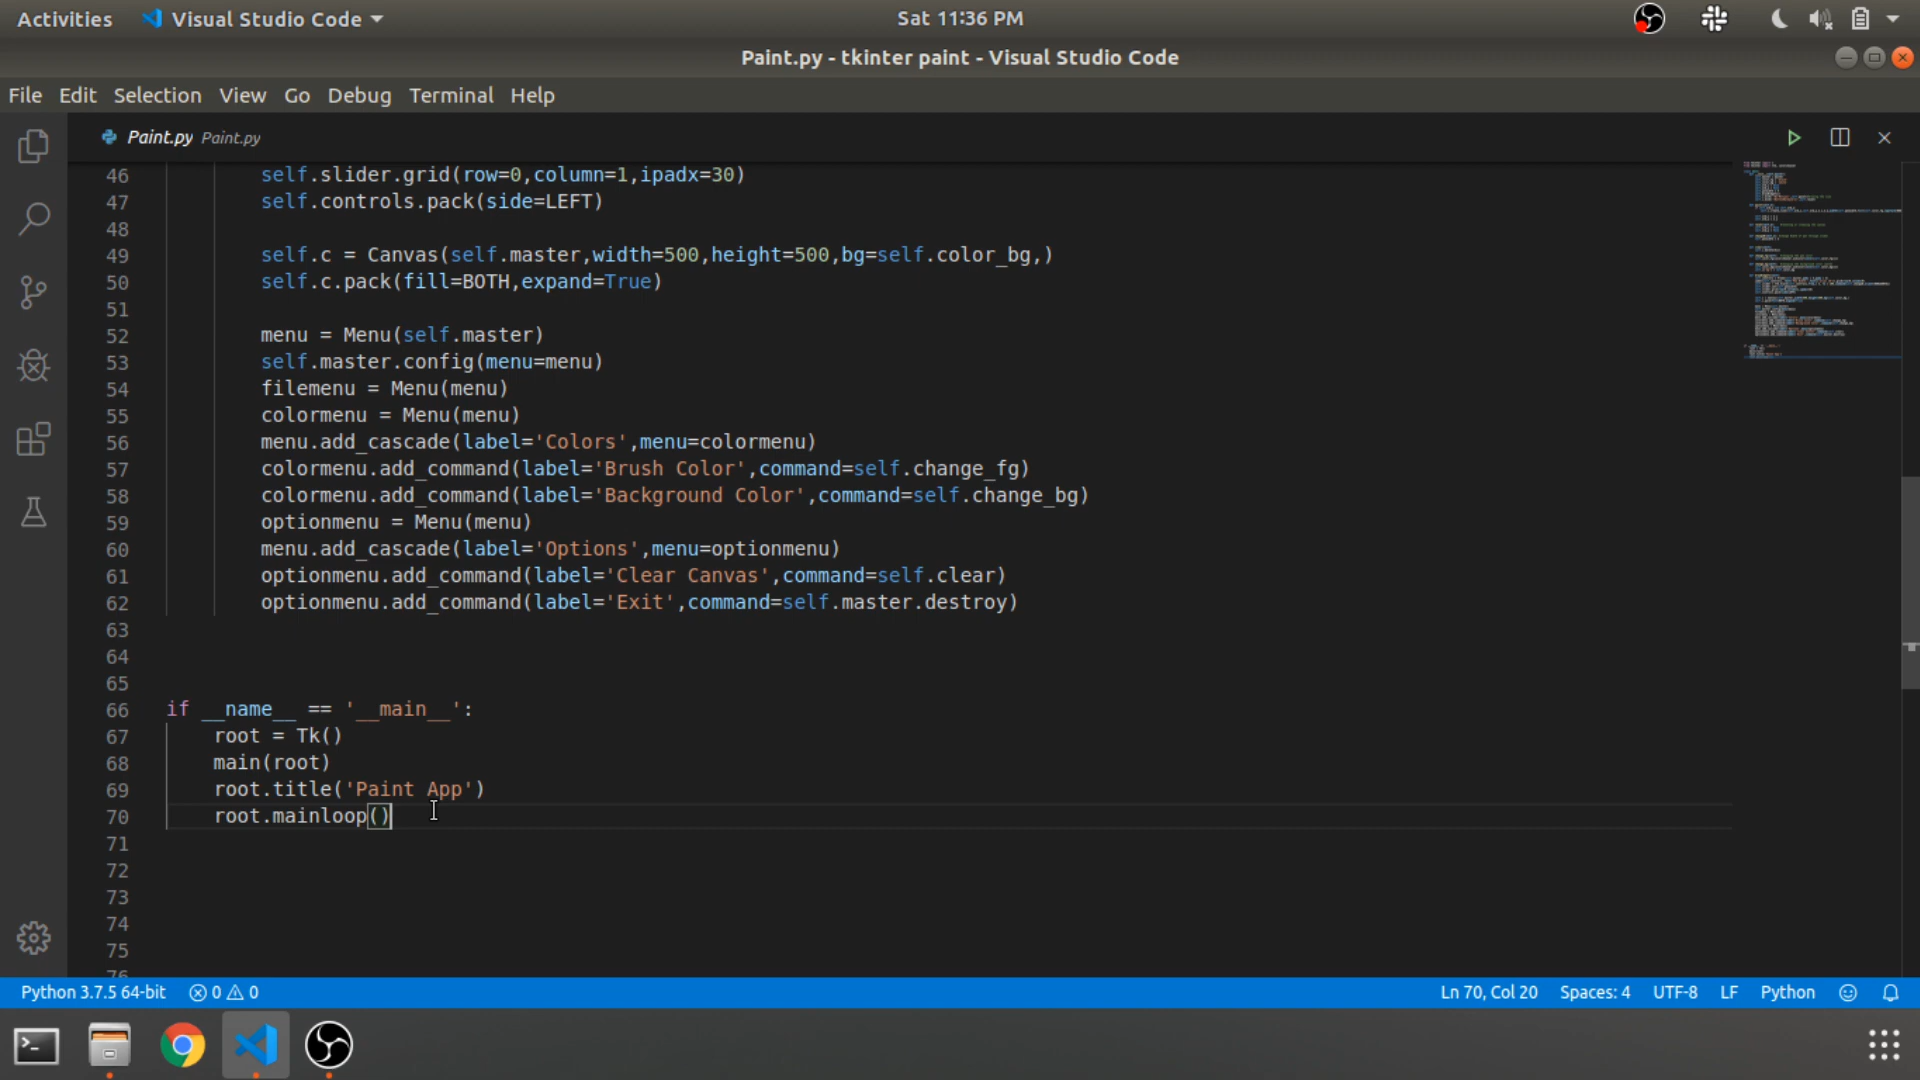 Activities Visual Studio Code Sat 11:36 PM
Paint.py - tkinter paint - Visual Studio Code
File Edit Selection View Go Debug Terminal Help
Paint.py Paint.py
46 self.slider.grid(row=0,column=1,ipadx=30)
47 self.controls.pack(side=LEFT)
48
49 self.c = Canvas(self.master,width=500,height=500,bg=self.color_bg,)
50 self.c.pack(fill=BOTH,expand=True)
51
52 menu = Menu(self.master)
53 self.master.config(menu=menu)
54 filemenu = Menu(menu)
55 colormenu = Menu(menu)
56 menu.add_cascade(label='Colors',menu=colormenu)
57 colormenu.add_command(label='Brush Color',command=self.change_fg)
58 colormenu.add_command(label='Background Color',command=self.change_bg)
59 optionmenu = Menu(menu)
60 menu.add_cascade(label='Options',menu=optionmenu)
61 optionmenu.add_command(label='Clear Canvas',command=self.clear)
62 optionmenu.add_command(label='Exit',command=self.master.destroy)
63
64
65
66 if __name__ == '__main__':
67 root = Tk()
68 main(root)
69 root.title('Paint App')
70 root.mainloop()
71
72
73
74
75
76
Python 3.7.5 64-bit 0 0 Ln 70, Col 20 Spaces: 4 UTF-8 LF Python